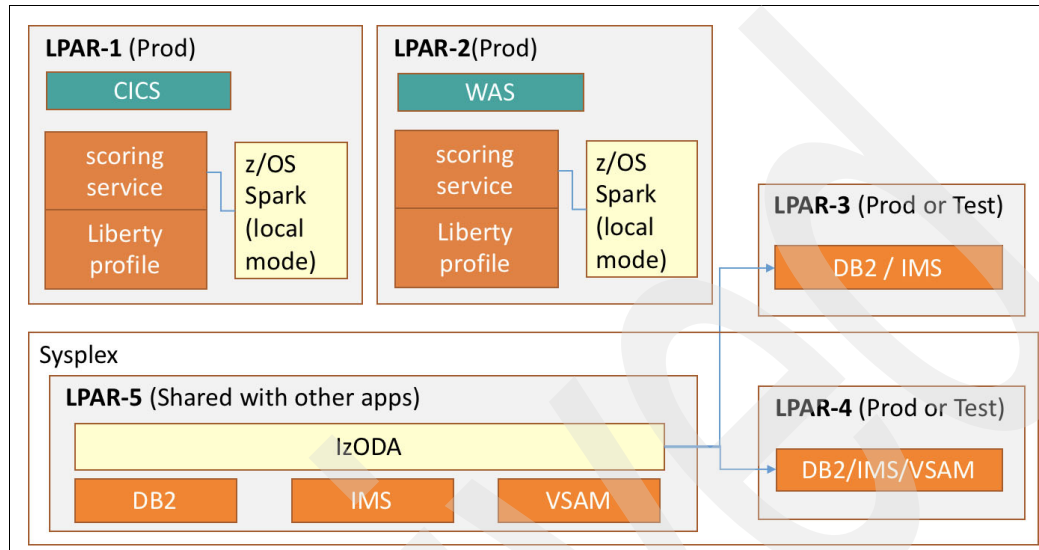 LPAR-1 (Prod)
CICS
scoring
service
Liberty
profile
z/OS
Spark
(local
mode)
LPAR-2(Prod)
WAS
scoring
service
Liberty
profile
z/OS
Spark
(local
mode)
LPAR-3 (Prod or Test)
DB2 / IMS
Sysplex
LPAR-5 (Shared with other apps)
IzODA
DB2
IMS
VSAM
LPAR-4 (Prod or Test)
DB2/IMS/VSAM